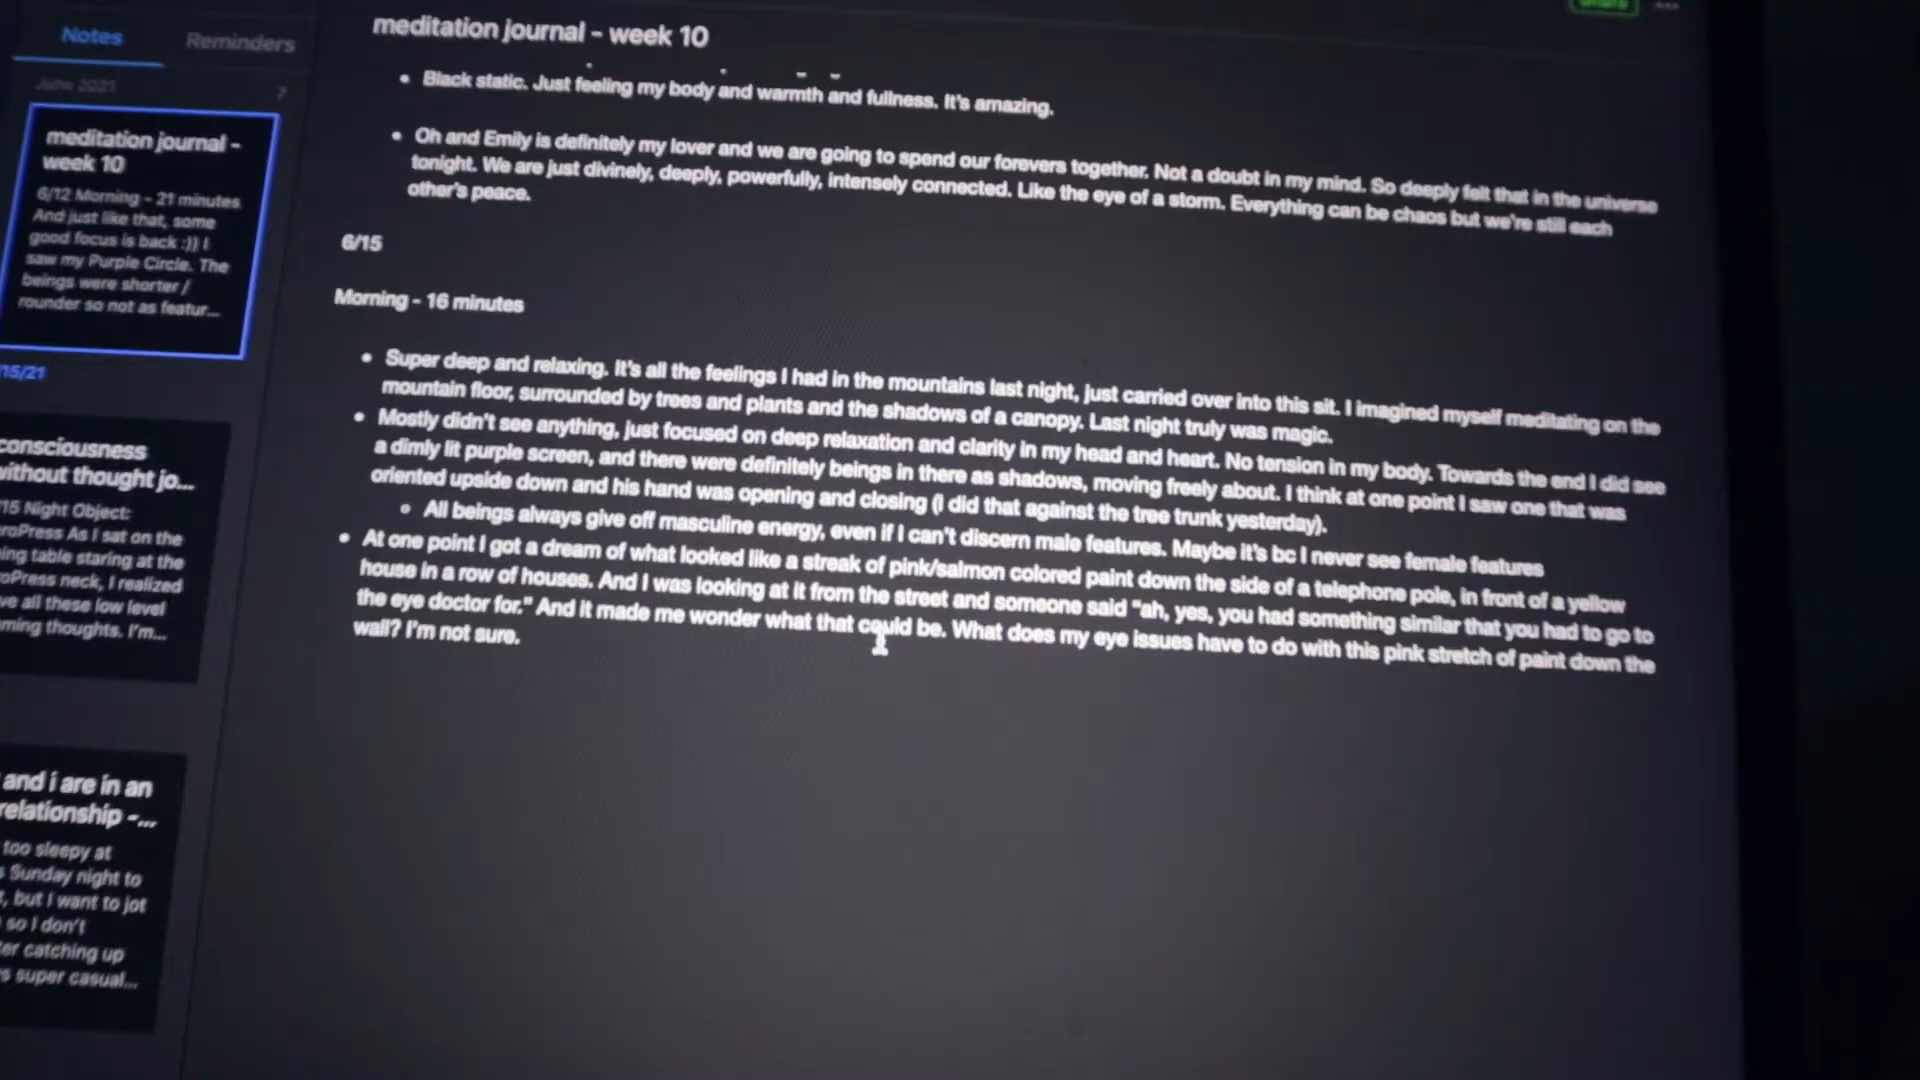 Notes
Reminders
June 2021
7
meditation journal -
week 10
6/12 Morning - 21 minutes
And just like that, some
good focus is back :)) I
saw my Purple Circle. The
beings were shorter /
rounder so not as featur...
15/21
consciousness
without thought jo...
15 Night Object:
roPress As I sat on the
ing table staring at the
oPress neck, I realized
ve all these low level
ming thoughts. I'm...
and i are in an
relationship -...
too sleepy at
s Sunday night to
, but I want to jot
so I don't
er catching up
s super casual...
Share
meditation journal - week 10
• Black static. Just feeling my body and warmth and fullness. It's amazing.
• Oh and Emily is definitely my lover and we are going to spend our forevers together. Not a doubt in my mind. So deeply felt that in the universe
tonight. We are just divinely, deeply, powerfully, intensely connected. Like the eye of a storm. Everything can be chaos but we're still each
other's peace.
6/15
Morning - 16 minutes
• Super deep and relaxing. It's all the feelings I had in the mountains last night, just carried over into this sit. I imagined myself meditating on the
mountain floor, surrounded by trees and plants and the shadows of a canopy. Last night truly was magic.
• Mostly didn't see anything, just focused on deep relaxation and clarity in my head and heart. No tension in my body. Towards the end I did see
a dimly lit purple screen, and there were definitely beings in there as shadows, moving freely about. I think at one point I saw one that was
oriented upside down and his hand was opening and closing (I did that against the tree trunk yesterday).
• All beings always give off masculine energy, even if I can't discern male features. Maybe it's bc I never see female features
• At one point I got a dream of what looked like a streak of pink/salmon colored paint down the side of a telephone pole, in front of a yellow
house in a row of houses. And I was looking at it from the street and someone said "ah, yes, you had something similar that you had to go to
the eye doctor for." And it made me wonder what that could be. What does my eye issues have to do with this pink stretch of paint down the
wall? I'm not sure.